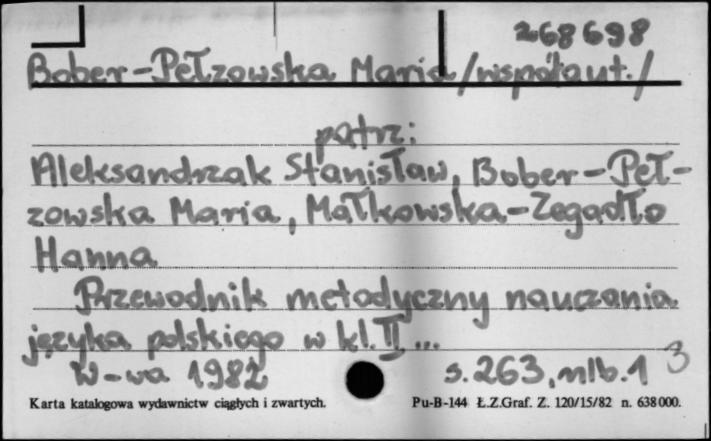 268698
Bober-Pełzowska Maria /współaut./
patrz:
Aleksandrzak Stanisław, Bober-Peł-
zowska Maria, Małkowska-Zegadło
Hanna
Przewodnik metodyczny nauczania
języka polskiego w kl. II ...
W-wa 1982 s. 263, nlb. 1 3
Karta katalogowa wydawnictw ciągłych i zwartych. Pu-B-144 Ł.Z.Graf. Z. 120/15/82 n. 638000.